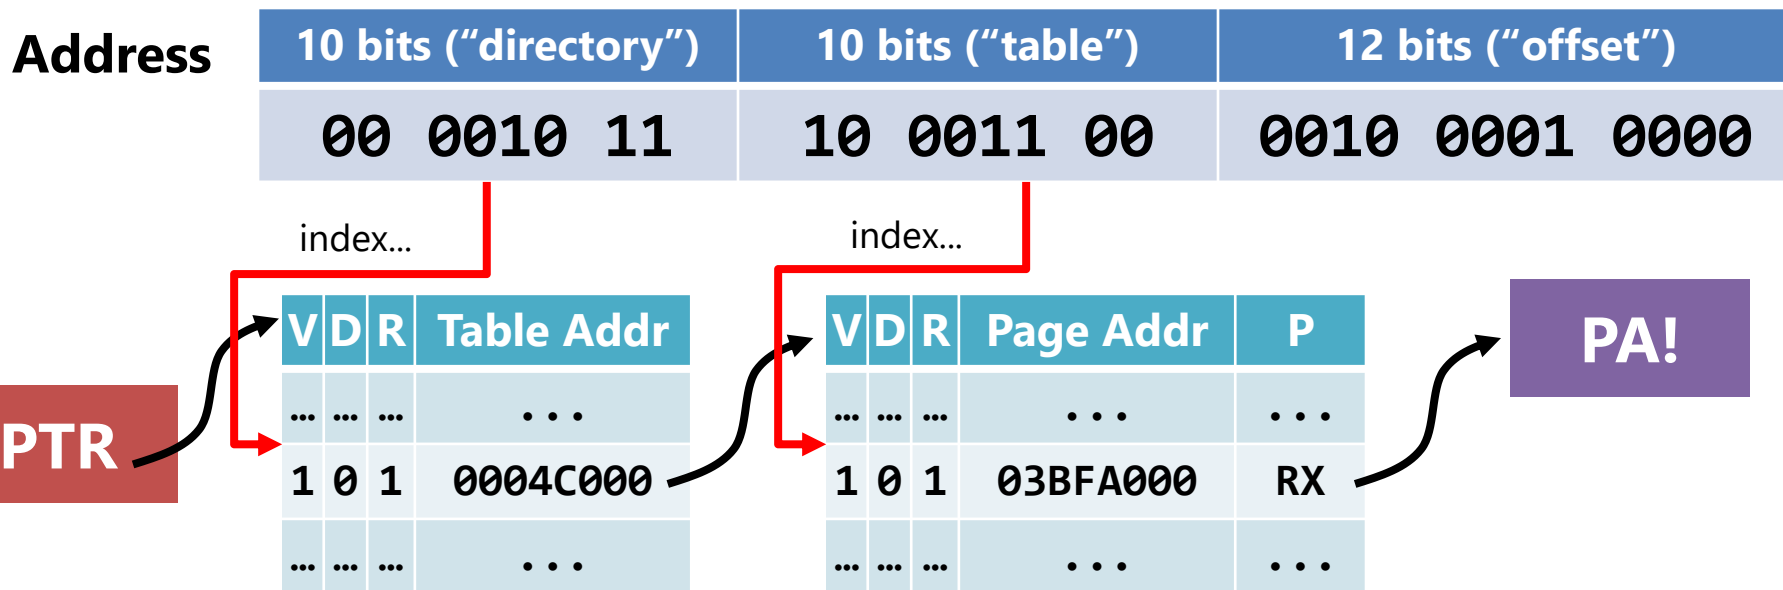 Address 10 bits (“directory”) 10 bits (“table”) 12 bits (“offset”)
00 0010 11 10 0011 00 0010 0001 0000
index... index...
V D R Table Addr V D R Page Addr P PA!
... ... ... ... ... ... ... ... ...
PTR 1 0 1 0004C000 1 0 1 03BFA000 RX
... ... ... ... ... ... ... ... ...